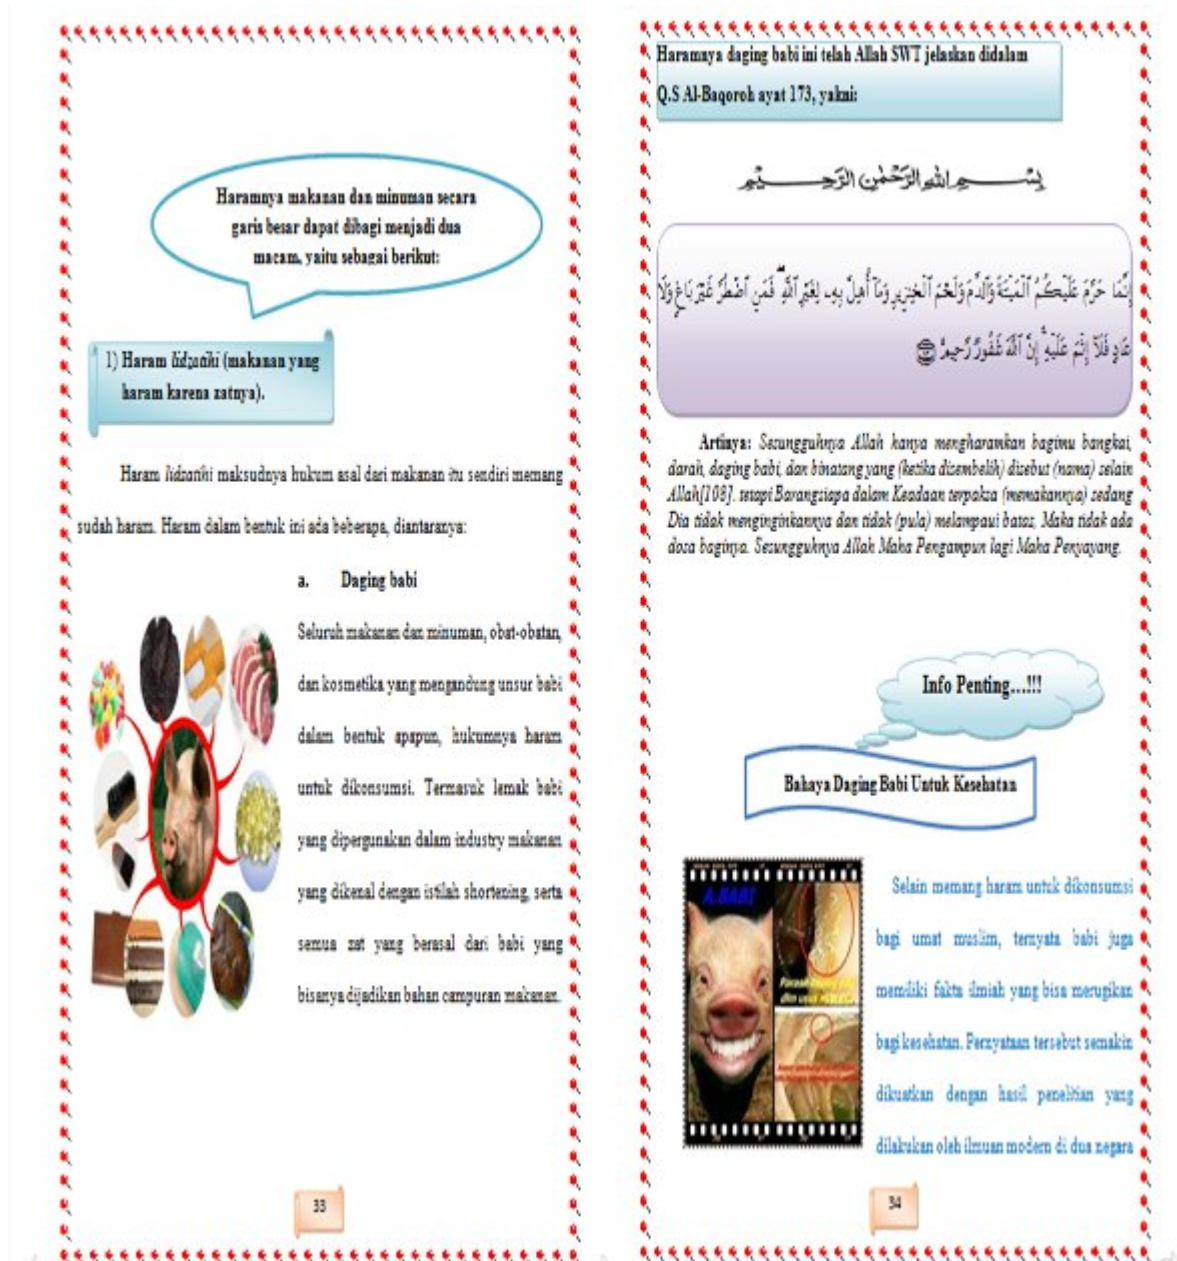 Haramnya makanan dan minuman secara
garis besar dapat dibagi menjadi dua
macam, yaitu sebagai berikut:
1) Haram lidzatihi (makanan yang
haram karena zatnya).
Haram lidzatihi maksudnya hukum asal dari makanan itu sendiri memang
sudah haram. Haram dalam bentuk ini ada beberapa, diantaranya:
a. Daging babi
Seluruh makanan dan minuman, obat-obatan,
dan kosmetika yang mengandung unsur babi
dalam bentuk apapun, hukumnya haram
untuk dikonsumsi. Termasuk lemak babi
yang dipergunakan dalam industry makanan
yang dikenal dengan istilah shortening, serta
semua zat yang berasal dari babi yang
bisanya dijadikan bahan campuran makanan.
33
Haramnya daging babi ini telah Allah SWT jelaskan didalam
Q.S Al-Baqoroh ayat 173, yakni:
بِسْمِ اللهِ الرَّحْمٰنِ الرَّحِيْمِ
إِنَّمَا حَرَّمَ عَلَيْكُمُ ٱلْمَيْتَةَ وَٱلدَّمَ وَلَحْمَ ٱلْخِنزِيرِ وَمَآ أُهِلَّ بِهِۦ لِغَيْرِ ٱللَّهِ ۖ فَمَنِ ٱضْطُرَّ غَيْرَ بَاغٍ وَلَا
عَادٍ فَلَآ إِثْمَ عَلَيْهِ ۚ إِنَّ ٱللَّهَ غَفُورٌ رَّحِيمٌ
Artinya: Sesungguhnya Allah hanya mengharamkan bagimu bangkai,
darah, daging babi, dan binatang yang (ketika disembelih) disebut (nama) selain
Allah[108]. tetapi Barangsiapa dalam Keadaan terpaksa (memakannya) sedang
Dia tidak menginginkannya dan tidak (pula) melampaui batas, Maka tidak ada
dosa baginya. Sesungguhnya Allah Maha Pengampun lagi Maha Penyayang.
Info Penting...!!!
Bahaya Daging Babi Untuk Kesehatan
A.BABI
Selain memang haram untuk dikonsumsi
bagi umat muslim, ternyata babi juga
memiliki fakta ilmiah yang bisa merugikan
bagi kesehatan. Pernyataan tersebut semakin
dikuatkan dengan hasil penelitian yang
dilakukan oleh ilmuan modern di dua negara
34